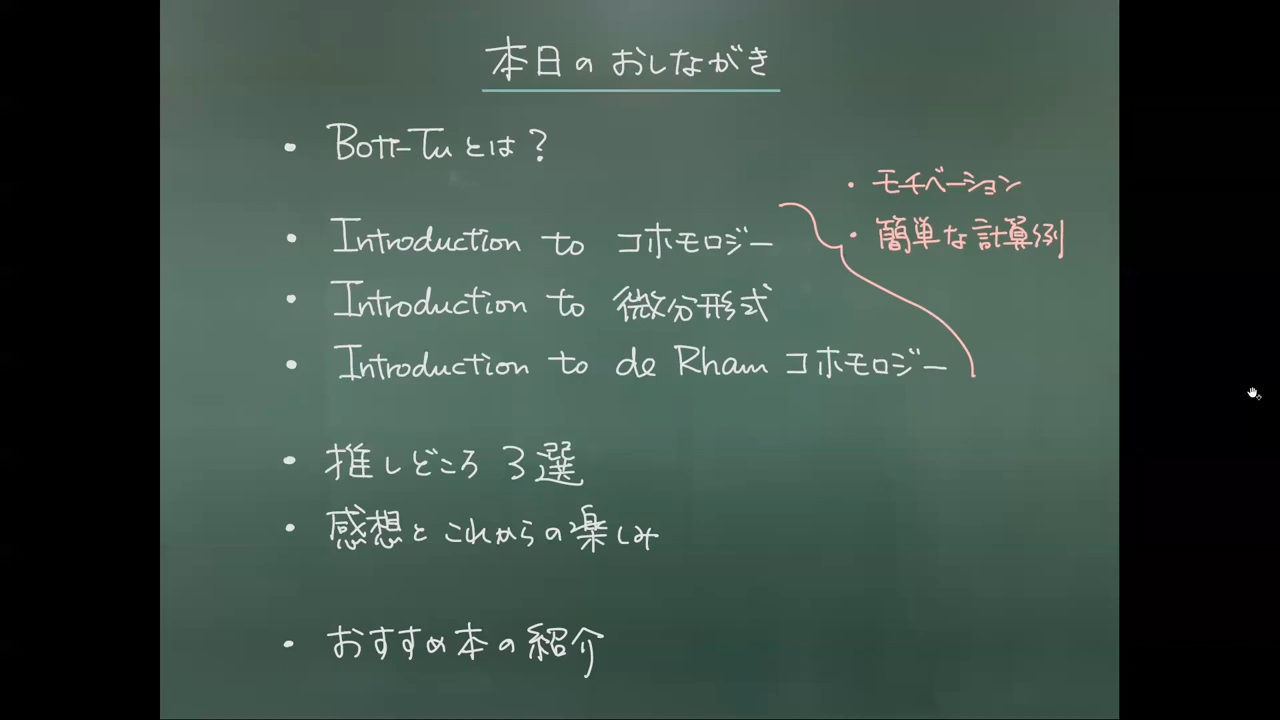 本日のおしながき
・ Bott-Tuとは?
・ Introduction to コホモロジー
・ Introduction to 微分形式
・ Introduction to de Rham コホモロジー
・ モチベーション
・ 簡単な計算例
・ 推しどころ 3選
・ 感想とこれからの楽しみ
・ おすすめ本の紹介